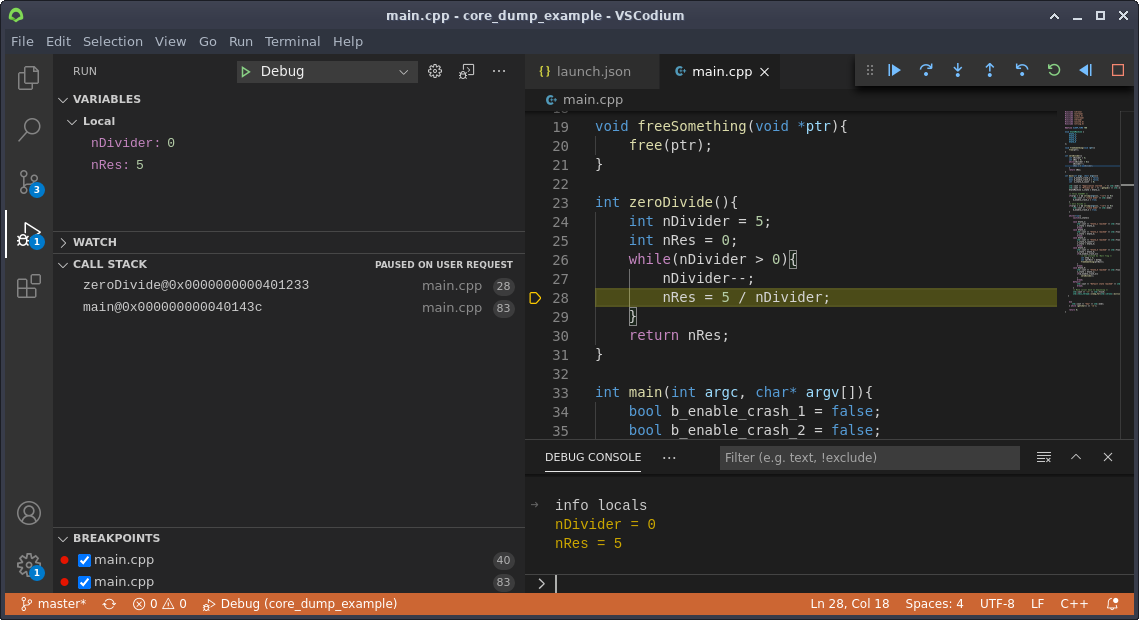 main.cpp - core_dump_example - VSCodium
File Edit Selection View Go Run Terminal Help
RUN
Debug
VARIABLES
Local
nDivider: 0
nRes: 5
WATCH
CALL STACK PAUSED ON USER REQUEST
zeroDivide@0x0000000000401233 main.cpp 28
main@0x000000000040143c main.cpp 83
BREAKPOINTS
main.cpp 40
main.cpp 83
3
1
1
launch.json main.cpp
main.cpp
19 void freeSomething(void *ptr){
20 free(ptr);
21 }
22
23 int zeroDivide(){
24 int nDivider = 5;
25 int nRes = 0;
26 while(nDivider > 0){
27 nDivider--;
28 nRes = 5 / nDivider;
29 }
30 return nRes;
31 }
32
33 int main(int argc, char* argv[]){
34 bool b_enable_crash_1 = false;
35 bool b_enable_crash_2 = false;
DEBUG CONSOLE ··· Filter (e.g. text, !exclude)
→ info locals
nDivider = 0
nRes = 5
>
master* 0 0 Debug (core_dump_example) Ln 28, Col 18 Spaces: 4 UTF-8 LF C++